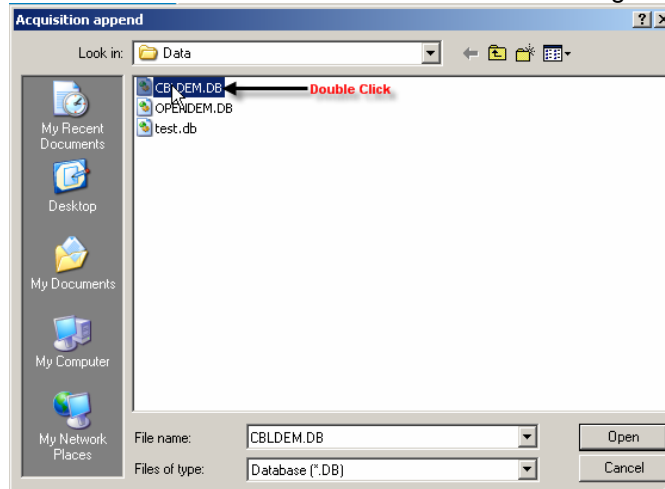 Acquisition append
Look in: Data
CBLDEM.DB Double Click
OPENDEM.DB
test.db
My Recent
Documents
Desktop
My Documents
My Computer
My Network
Places
File name: CBLDEM.DB Open
Files of type: Database (*.DB) Cancel